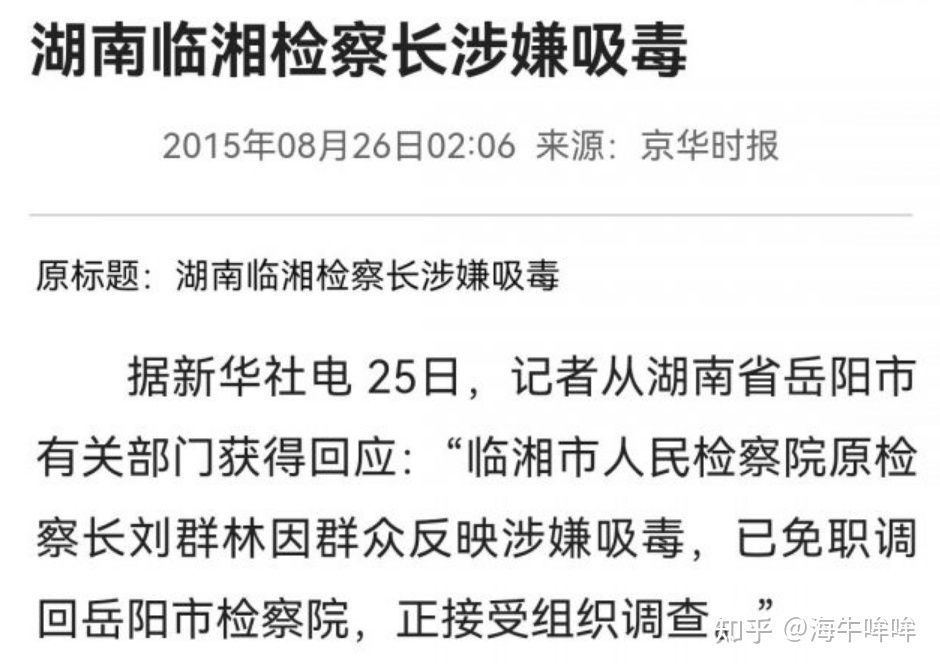 湖南临湘检察长涉嫌吸毒
2015年08月26日02:06 来源：京华时报
原标题：湖南临湘检察长涉嫌吸毒
据新华社电 25日，记者从湖南省岳阳市
有关部门获得回应：“临湘市人民检察院原检
察长刘群林因群众反映涉嫌吸毒，已免职调
回岳阳市检察院，正接受组织调查。”
知乎 @海牛哞哞